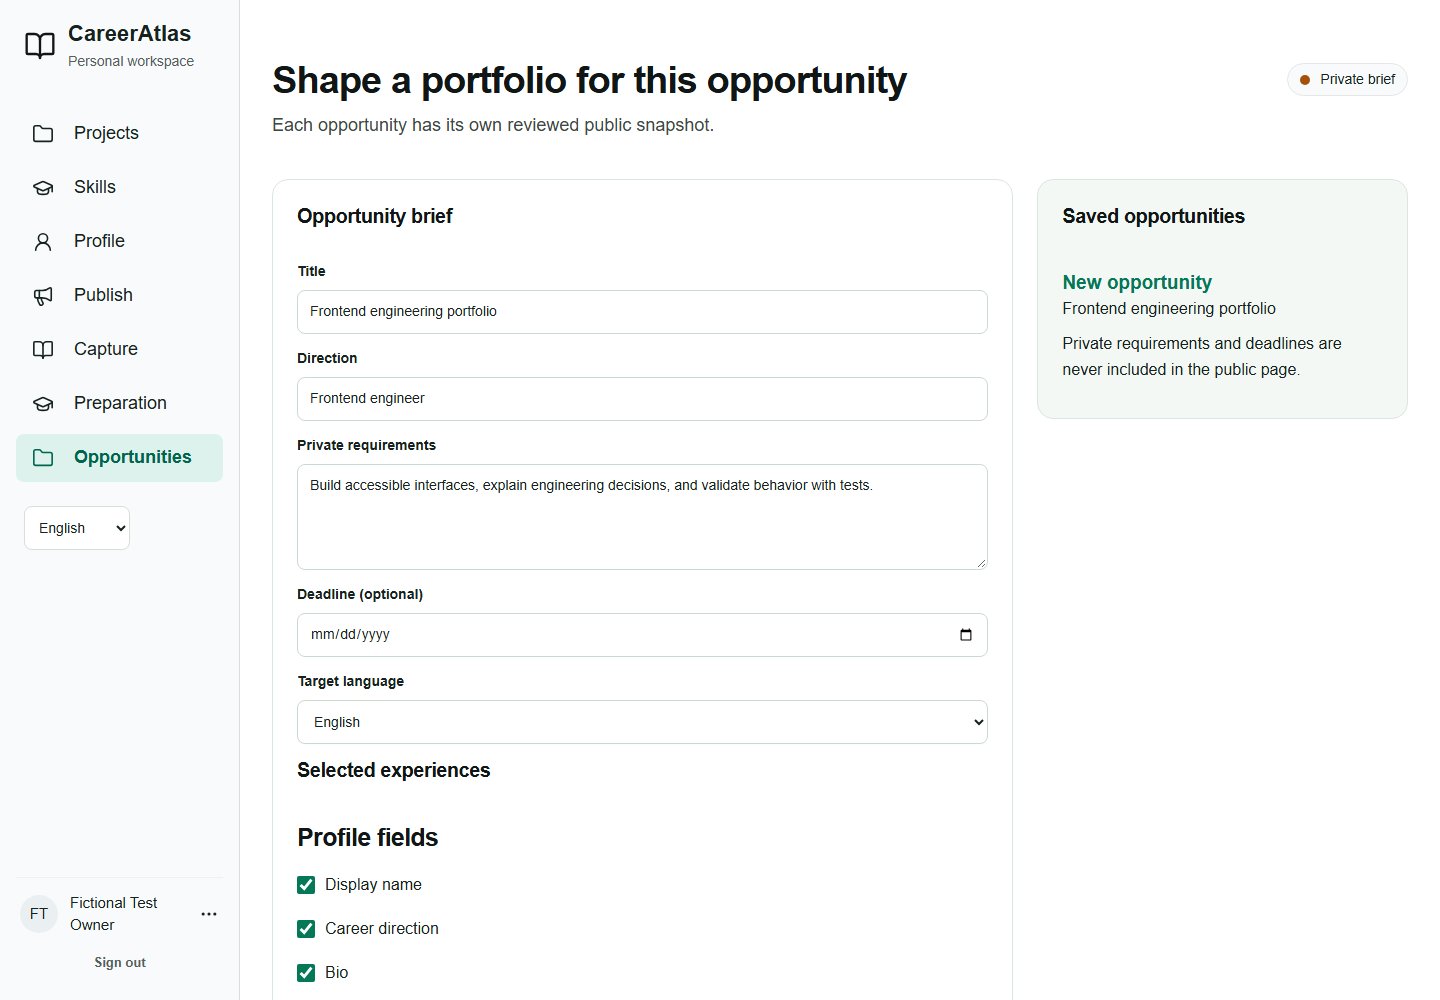 CareerAtlas
Personal workspace
Projects
Skills
Profile
Publish
Capture
Preparation
Opportunities
English
FT
Fictional Test
Owner
Sign out
Shape a portfolio for this opportunity
Each opportunity has its own reviewed public snapshot.
Private brief
Opportunity brief
Title
Frontend engineering portfolio
Direction
Frontend engineer
Private requirements
Build accessible interfaces, explain engineering decisions, and validate behavior with tests.
Deadline (optional)
mm/dd/yyyy
Target language
English
Selected experiences
Profile fields
Display name
Career direction
Bio
Saved opportunities
New opportunity
Frontend engineering portfolio
Private requirements and deadlines are
never included in the public page.